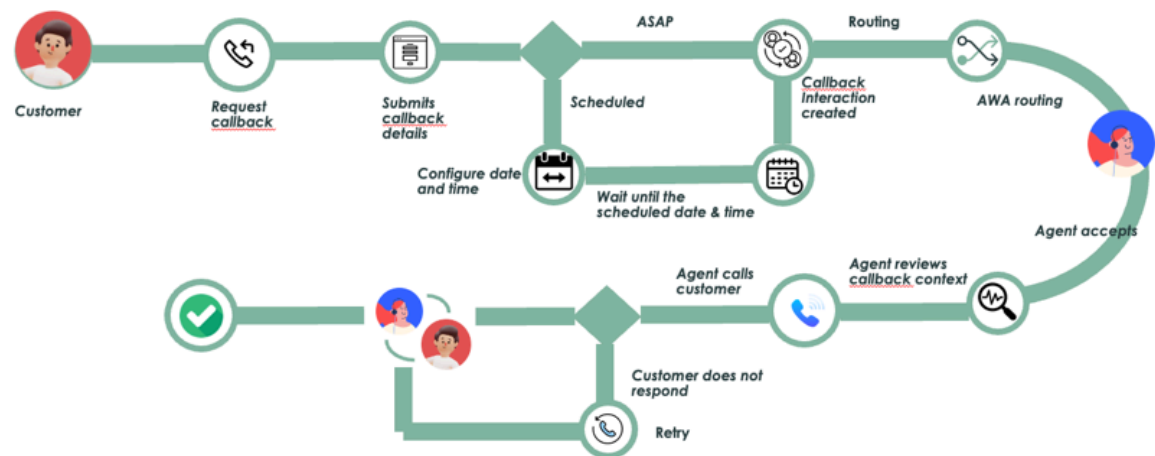 ASAP
Routing
Customer
Request
callback
Submits
callback
details
Scheduled
Callback
Interaction
created
AWA routing
Configure date
and time
Wait until the
scheduled date & time
Agent accepts
Agent calls
customer
Agent reviews
callback context
Customer does not
respond
Retry